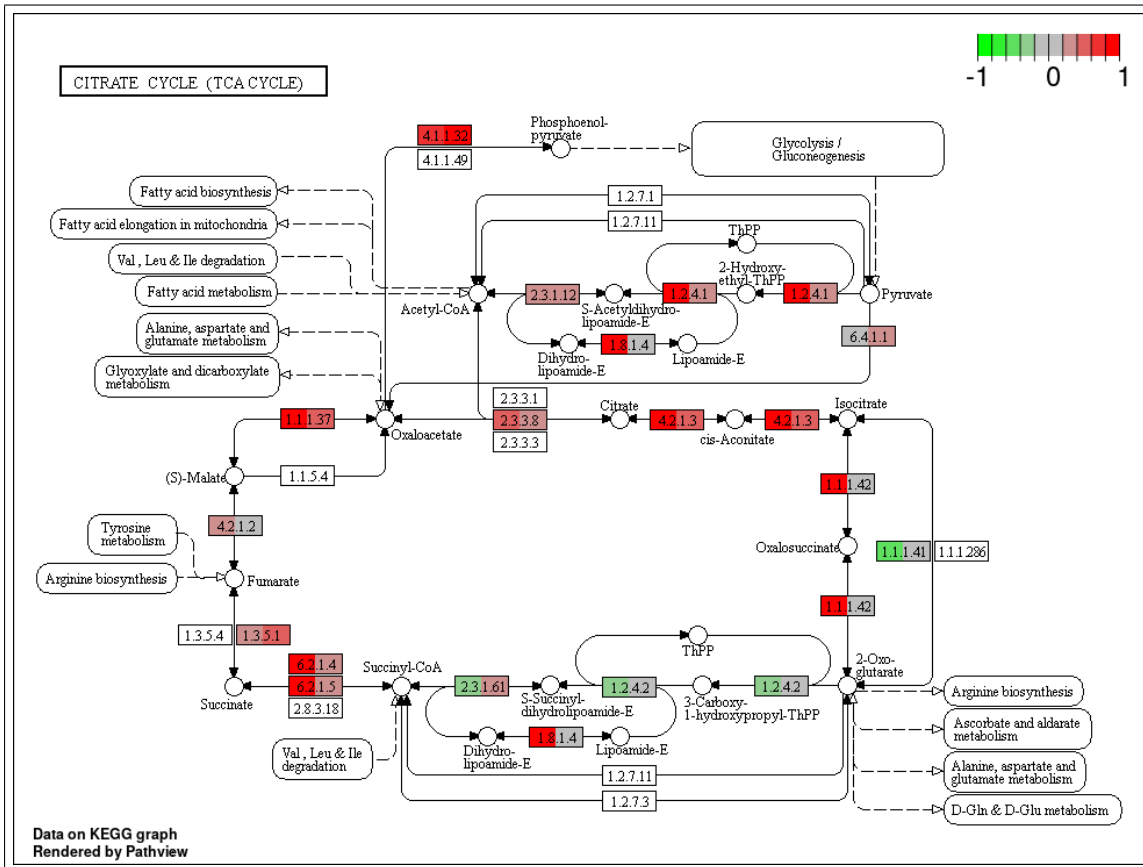 -1 0 1
CITRATE CYCLE (TCA CYCLE)
4.1.1.32
4.1.1.49
Phosphoenol-
pyruvate
Glycolysis /
Gluconeogenesis
Fatty acid biosynthesis
Fatty acid elongation in mitochondria
Val , Leu & Ile degradation
Fatty acid metabolism
Alanine, aspartate and
glutamate metabolism
Glyoxylate and dicarboxylate
metabolism
1.2.7.1
1.2.7.11
ThPP
2-Hydroxy-
ethyl-ThPP
Acetyl-CoA
2.3.1.12
S-Acetyldihydro-
lipoamide-E
1.2.4.1
1.2.4.1
Pyruvate
Dihydro-
lipoamide-E
1.8.1.4
Lipoamide-E
6.4.1.1
1.1.1.37
Oxaloacetate
2.3.3.1
2.3.3.8
2.3.3.3
Citrate
4.2.1.3
cis-Aconitate
4.2.1.3
Isocitrate
(S)-Malate
1.1.5.4
1.1.1.42
4.2.1.2
Tyrosine
metabolism
Arginine biosynthesis
Fumarate
Oxalosuccinate
1.1.1.41
1.1.1.286
1.1.1.42
1.3.5.4
1.3.5.1
Succinate
6.2.1.4
6.2.1.5
2.8.3.18
Succinyl-CoA
2.3.1.61
S-Succinyl-
dihydrolipoamide-E
1.2.4.2
ThPP
3-Carboxy-
1-hydroxypropyl-ThPP
1.2.4.2
2-Oxo-
glutarate
Dihydro-
lipoamide-E
1.8.1.4
Lipoamide-E
Val , Leu & Ile
degradation
1.2.7.11
1.2.7.3
Arginine biosynthesis
Ascorbate and aldarate
metabolism
Alanine, aspartate and
glutamate metabolism
D-Gln & D-Glu metabolism
Data on KEGG graph
Rendered by Pathview